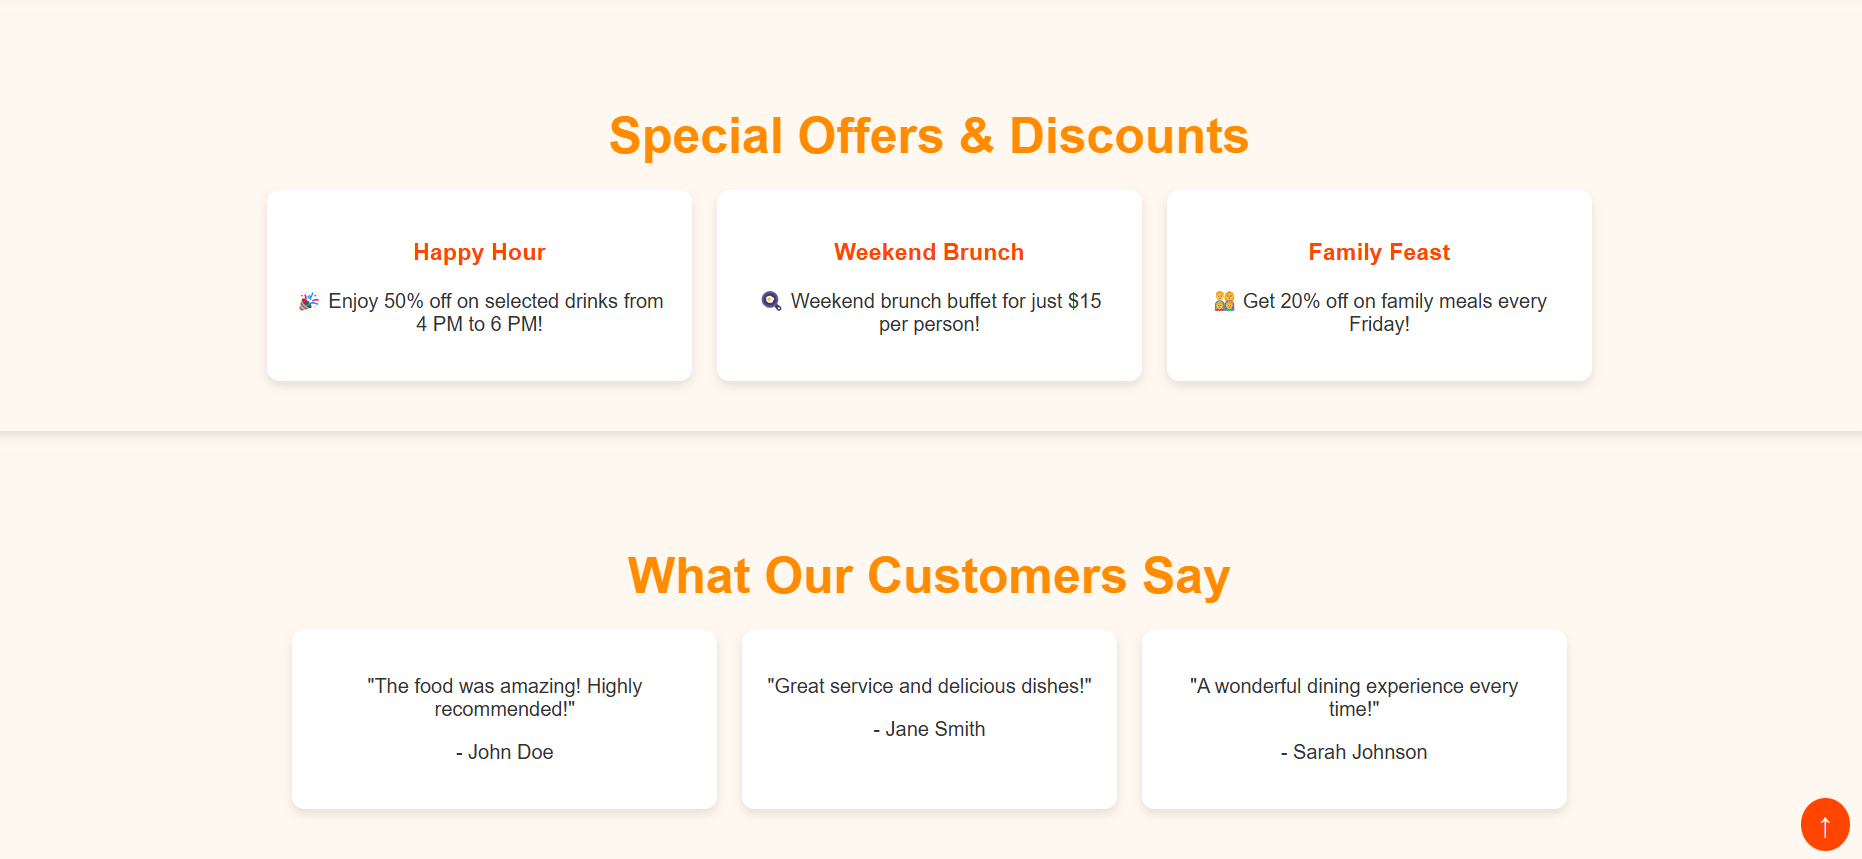 Special Offers & Discounts
Happy Hour
🎉 Enjoy 50% off on selected drinks from
4 PM to 6 PM!
Weekend Brunch
🍳 Weekend brunch buffet for just $15
per person!
Family Feast
👨‍👩‍👧‍👦 Get 20% off on family meals every
Friday!
What Our Customers Say
"The food was amazing! Highly
recommended!"
- John Doe
"Great service and delicious dishes!"
- Jane Smith
"A wonderful dining experience every
time!"
- Sarah Johnson
↑